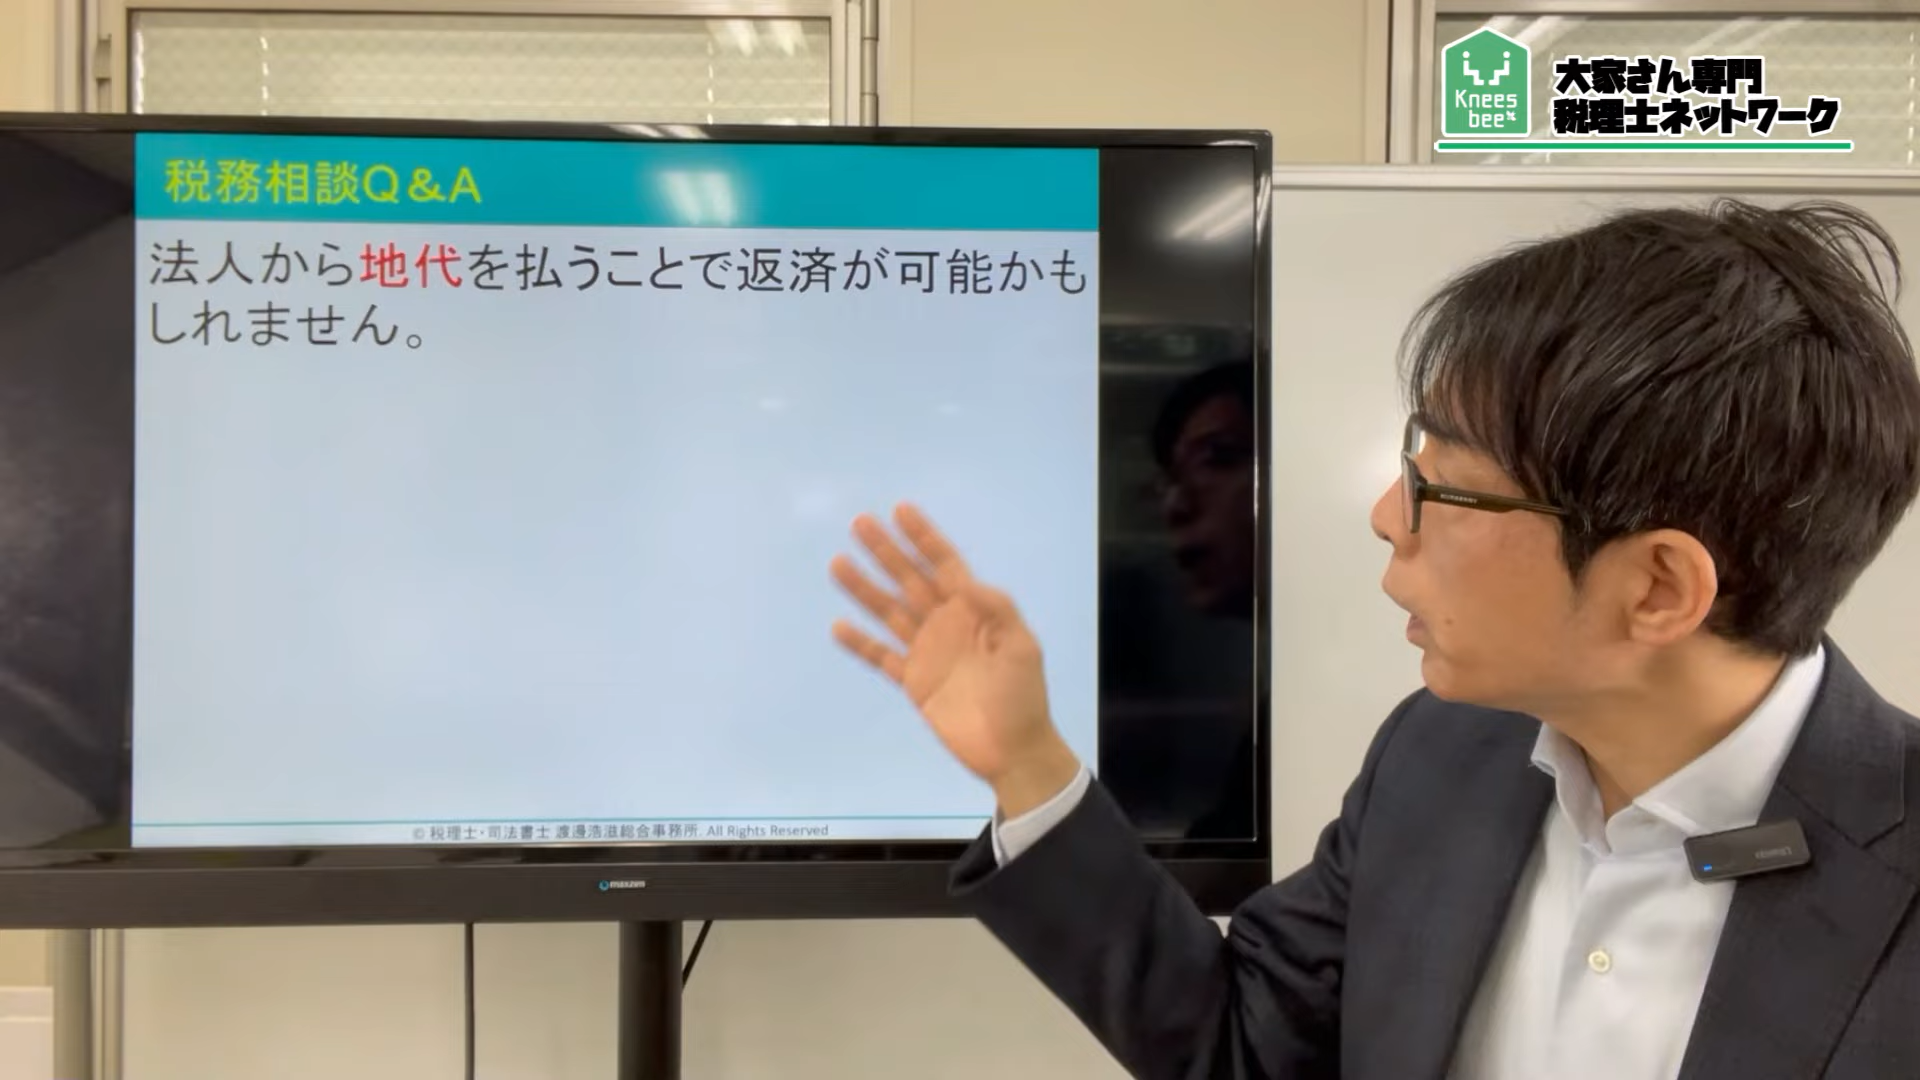 Knees
bee
大家さん専門
税理士ネットワーク
税務相談Q&A
法人から地代を払うことで返済が可能かも
しれません。
© 税理士・司法書士 渡邊浩滋総合事務所. All Rights Reserved
maxzen